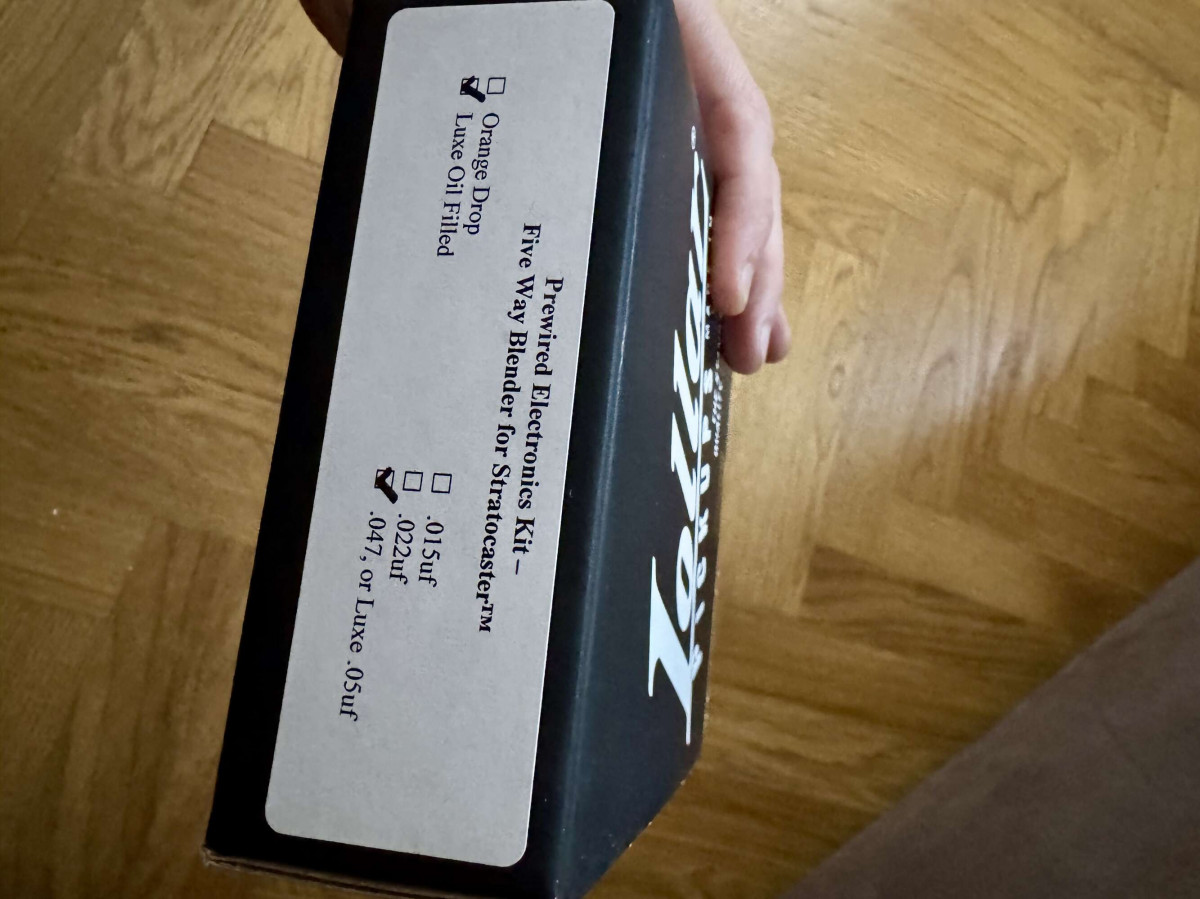 Prewired Electronics Kit –
Five Way Blender for Stratocaster™
☐ Orange Drop
☑ Luxe Oil Filled
☐ .015uf
☐ .022uf
☑ .047, or Luxe .05uf
Lollar®